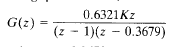 G(z) = 0.6321Kz / (z − 1)(z − 0.3679)